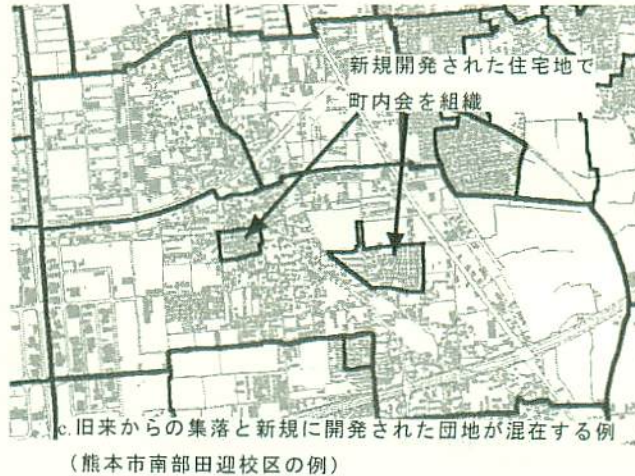 新規開発された住宅地で
町内会を組織
c.旧来からの集落と新規に開発された団地が混在する例
（熊本市南部田迎校区の例）